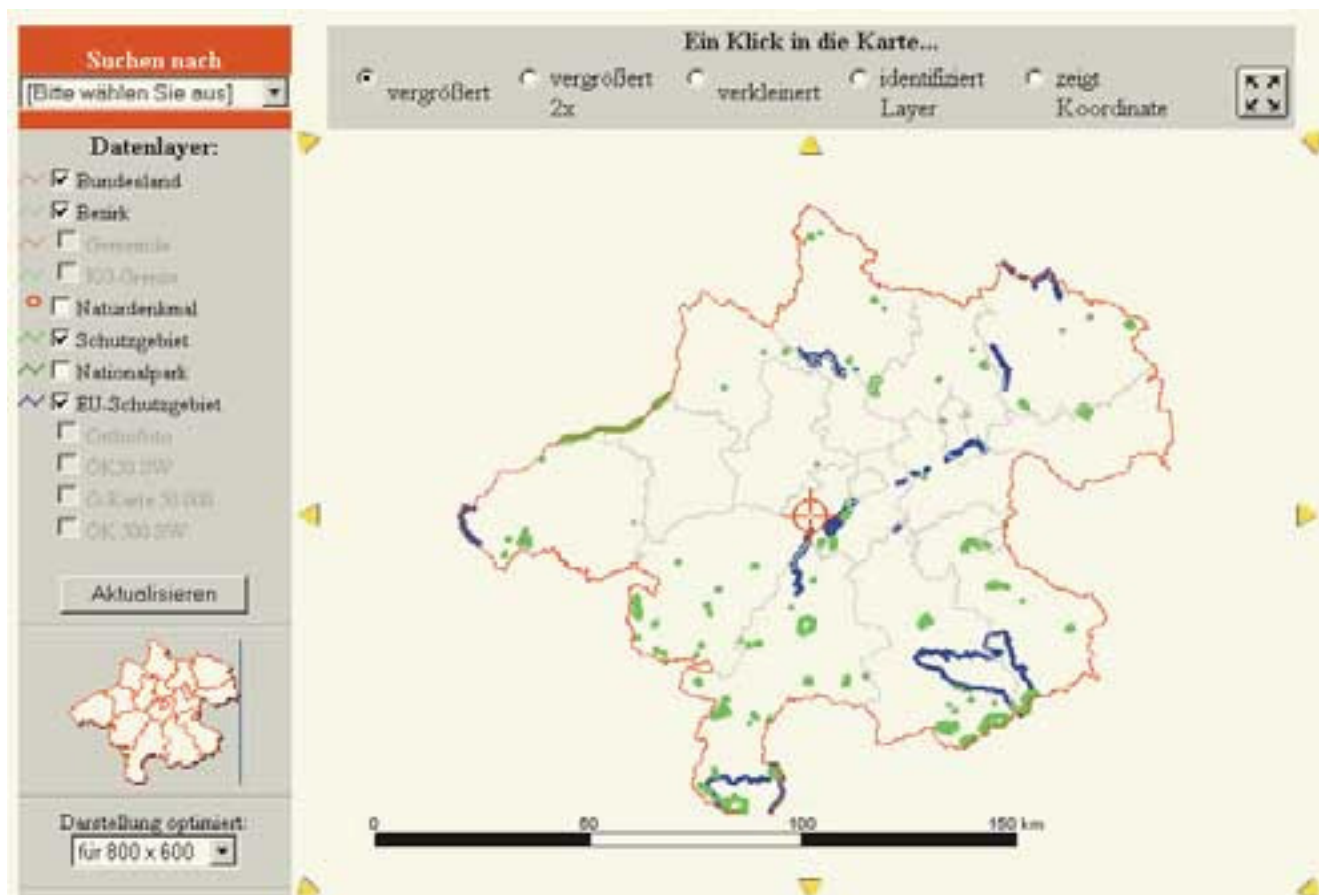 Suchen nach
[Bitte wählen Sie aus]
Ein Klick in die Karte...
vergrößert
vergrößert
2x
verkleinert
identifiziert
Layer
zeigt
Koordinate
Datenlayer:
Bundesland
Bezirk
Gemeinde
Naturdenkmal
Schutzgebiet
Nationalpark
EU-Schutzgebiet
Orthofoto
Aktualisieren
Darstellung optimiert:
für 800 x 600
0 50 100 150 km